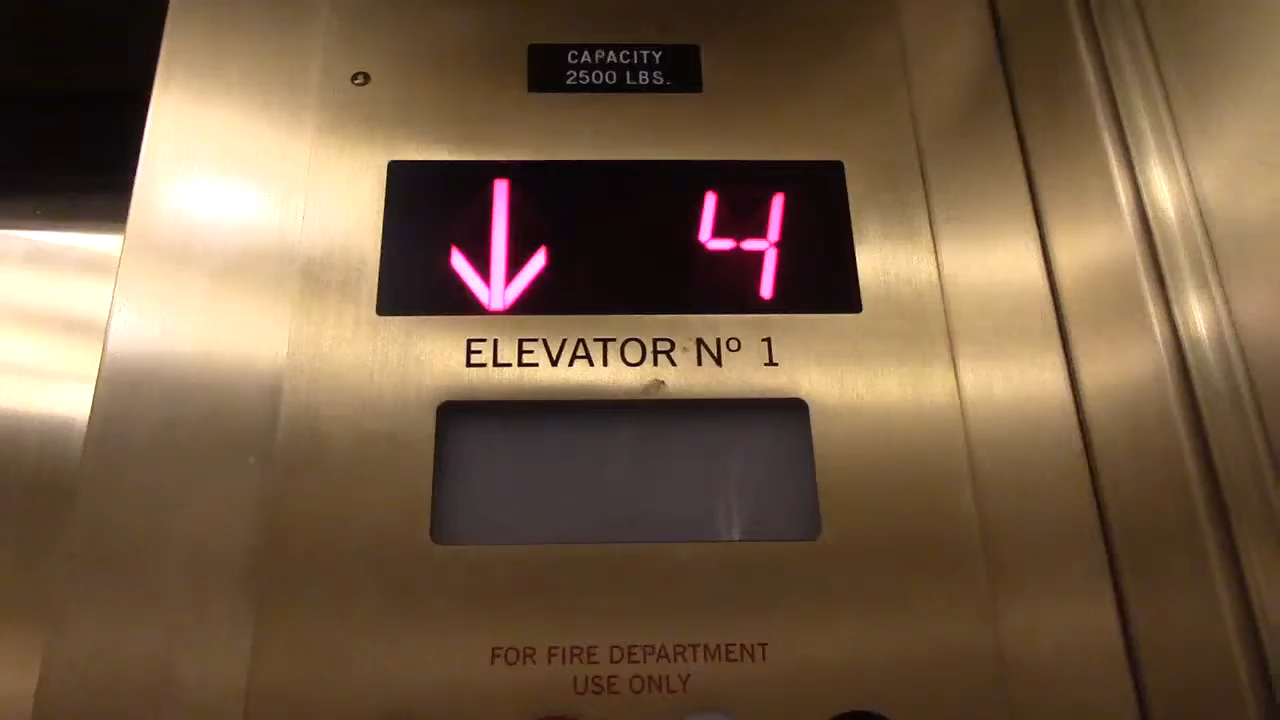 CAPACITY
2500 LBS.
↓ 4
ELEVATOR Nº 1
FOR FIRE DEPARTMENT
USE ONLY